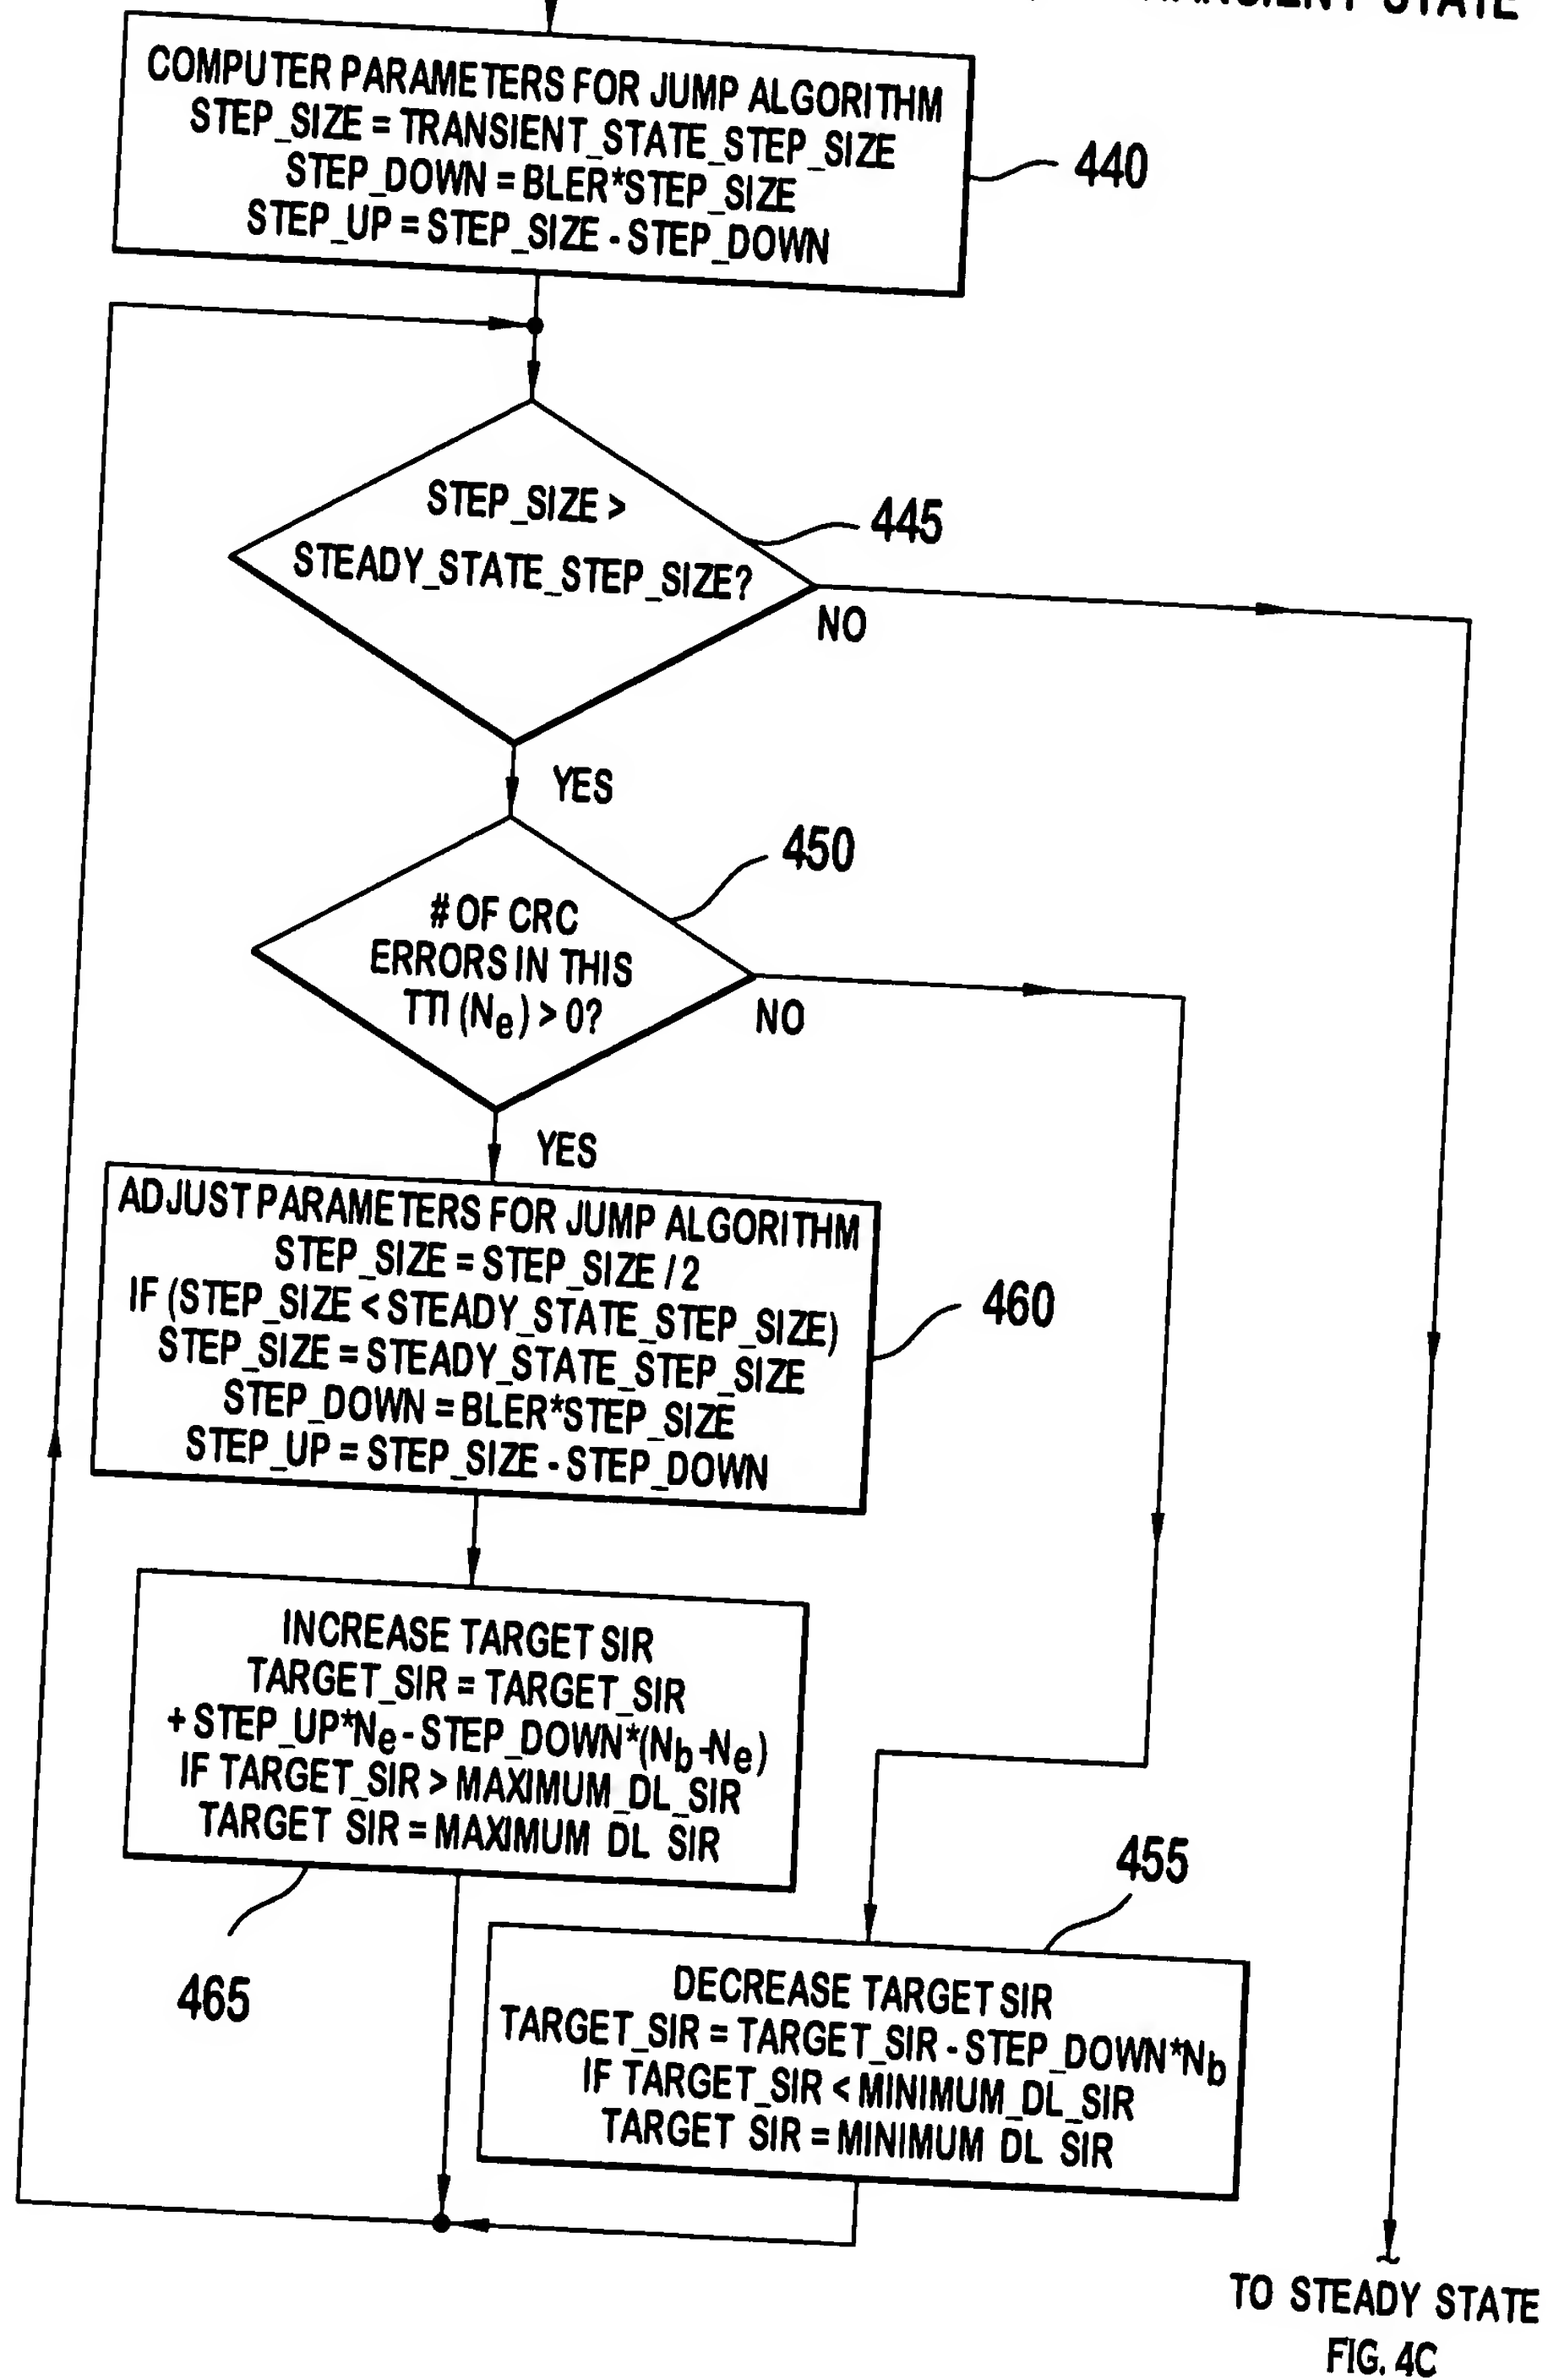 STATE
COMPUTER PARAMETERS FOR JUMP ALGORITHM
STEP_SIZE = TRANSIENT_STATE_STEP_SIZE
STEP_DOWN = BLER*STEP_SIZE
STEP_UP = STEP_SIZE - STEP_DOWN
440
STEP_SIZE >
STEADY_STATE_STEP_SIZE?
445
NO
YES
450
# OF CRC
ERRORS IN THIS
TTI (Ne) > 0?
NO
YES
ADJUST PARAMETERS FOR JUMP ALGORITHM
STEP_SIZE = STEP_SIZE / 2
IF (STEP_SIZE < STEADY_STATE_STEP_SIZE)
STEP_SIZE = STEADY_STATE_STEP_SIZE
STEP_DOWN = BLER*STEP_SIZE
STEP_UP = STEP_SIZE - STEP_DOWN
460
INCREASE TARGET SIR
TARGET_SIR = TARGET_SIR
+ STEP_UP*Ne - STEP_DOWN*(Nb-Ne)
IF TARGET_SIR > MAXIMUM_DL_SIR
TARGET SIR = MAXIMUM DL SIR
465
455
DECREASE TARGET SIR
TARGET_SIR = TARGET_SIR - STEP_DOWN*Nb
IF TARGET_SIR < MINIMUM_DL_SIR
TARGET SIR = MINIMUM DL SIR
TO STEADY STATE
FIG. 4C